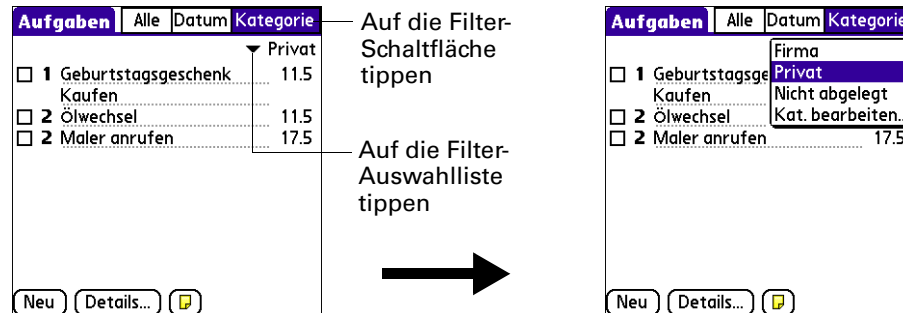 Aufgaben Alle Datum Kategorie
Privat
1 Geburtstagsgeschenk 11.5
Kaufen
2 Ölwechsel 11.5
2 Maler anrufen 17.5
Neu Details...
Auf die Filter-
Schaltfläche
tippen
Auf die Filter-
Auswahlliste
tippen
Aufgaben Alle Datum Kategorie
Firma
1 Geburtstagsge Privat
Kaufen Nicht abgelegt
2 Ölwechsel Kat. bearbeiten..
2 Maler anrufen 17.5
Neu Details...